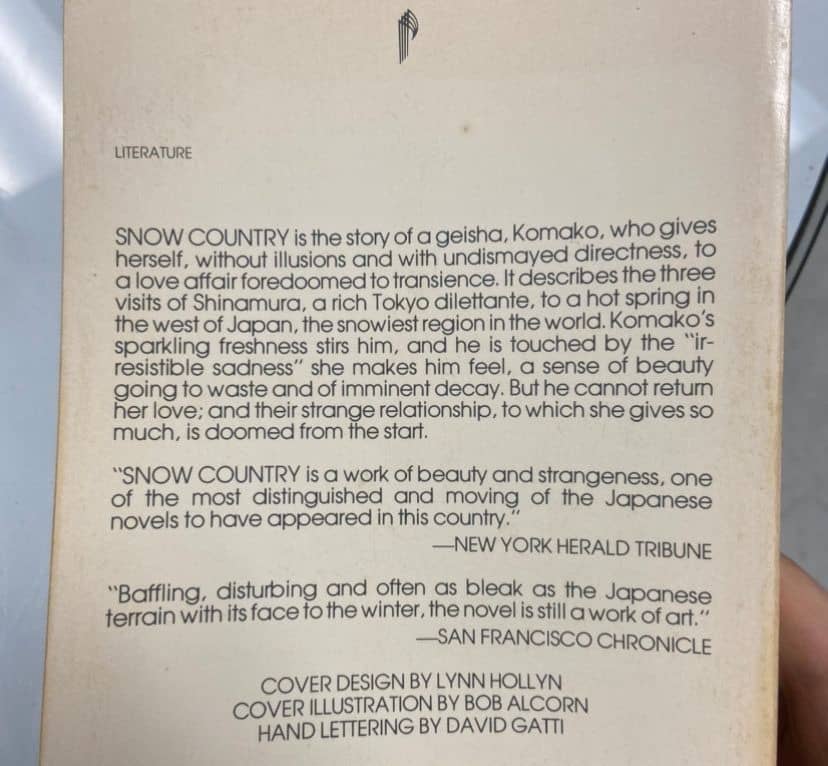 LITERATURE
SNOW COUNTRY is the story of a geisha, Komako, who gives
herself, without illusions and with undismayed directness, to
a love affair foredoomed to transience. It describes the three
visits of Shinamura, a rich Tokyo dilettante, to a hot spring in
the west of Japan, the snowiest region in the world. Komako's
sparkling freshness stirs him, and he is touched by the "ir-
resistible sadness" she makes him feel, a sense of beauty
going to waste and of imminent decay. But he cannot return
her love; and their strange relationship, to which she gives so
much, is doomed from the start.
"SNOW COUNTRY is a work of beauty and strangeness, one
of the most distinguished and moving of the Japanese
novels to have appeared in this country."
—NEW YORK HERALD TRIBUNE
"Baffling, disturbing and often as bleak as the Japanese
terrain with its face to the winter, the novel is still a work of art."
—SAN FRANCISCO CHRONICLE
COVER DESIGN BY LYNN HOLLYN
COVER ILLUSTRATION BY BOB ALCORN
HAND LETTERING BY DAVID GATTI